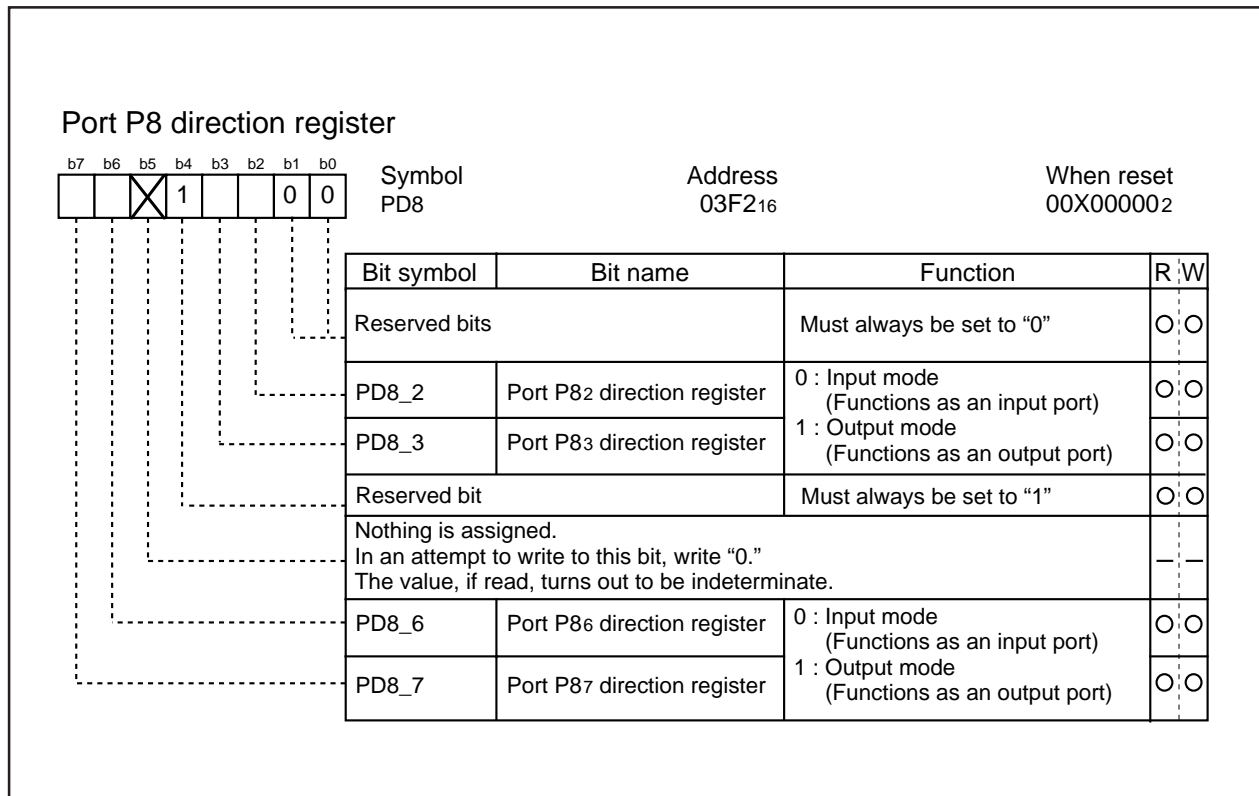 Port P8 direction register
b7 b6 b5 b4 b3 b2 b1 b0
1 0 0
Symbol Address When reset
PD8 03F216 00X000002
Bit symbol Bit name Function R W
Reserved bits Must always be set to “0”
PD8_2 Port P82 direction register 0 : Input mode
(Functions as an input port)
PD8_3 Port P83 direction register 1 : Output mode
(Functions as an output port)
Reserved bit Must always be set to “1”
Nothing is assigned.
In an attempt to write to this bit, write “0.”
The value, if read, turns out to be indeterminate. – –
PD8_6 Port P86 direction register 0 : Input mode
(Functions as an input port)
PD8_7 Port P87 direction register 1 : Output mode
(Functions as an output port)